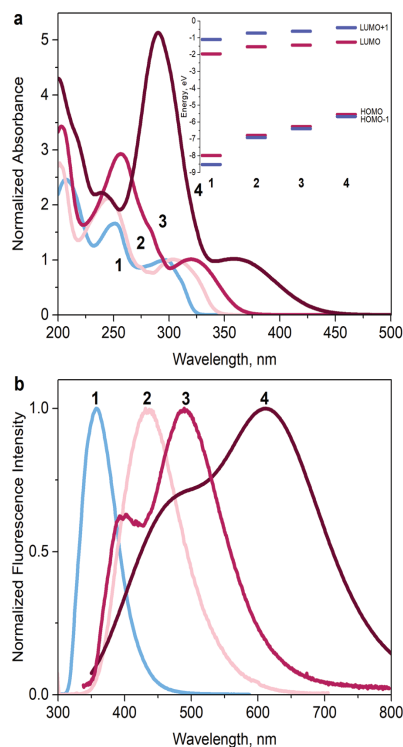 a
Normalized Absorbance
5
4
3
2
1
0
200 250 300 350 400 450 500
Wavelength, nm
1 2 3 4
Energy, eV
0
-1
-2
-3
-4
-5
-6
-7
-8
-9
1 2 3 4
LUMO+1
LUMO
HOMO
HOMO-1
b
Normalized Fluorescence Intensity
1.0
0.5
0.0
300 400 500 600 700 800
Wavelength, nm
1 2 3 4